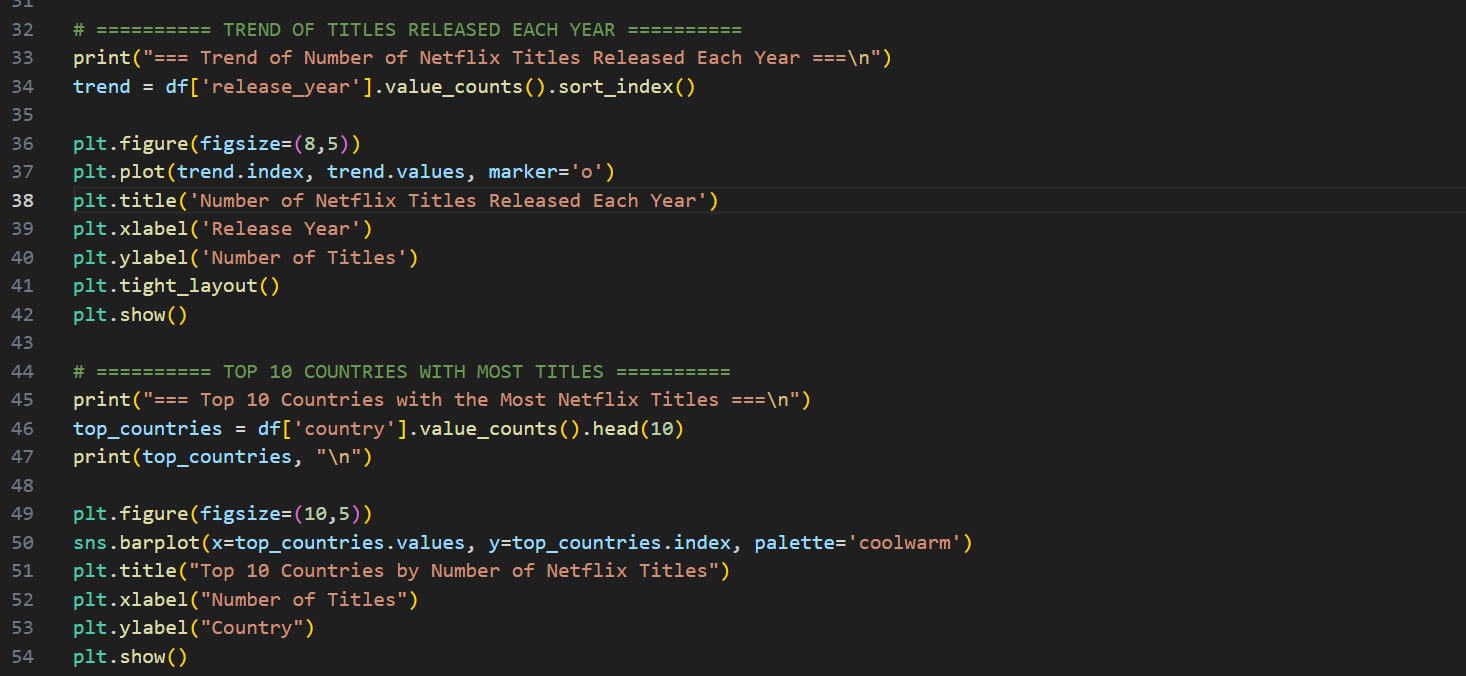 31
32 # ========== TREND OF TITLES RELEASED EACH YEAR ==========
33 print("=== Trend of Number of Netflix Titles Released Each Year ===\n")
34 trend = df['release_year'].value_counts().sort_index()
35
36 plt.figure(figsize=(8,5))
37 plt.plot(trend.index, trend.values, marker='o')
38 plt.title('Number of Netflix Titles Released Each Year')
39 plt.xlabel('Release Year')
40 plt.ylabel('Number of Titles')
41 plt.tight_layout()
42 plt.show()
43
44 # ========== TOP 10 COUNTRIES WITH MOST TITLES ==========
45 print("=== Top 10 Countries with the Most Netflix Titles ===\n")
46 top_countries = df['country'].value_counts().head(10)
47 print(top_countries, "\n")
48
49 plt.figure(figsize=(10,5))
50 sns.barplot(x=top_countries.values, y=top_countries.index, palette='coolwarm')
51 plt.title("Top 10 Countries by Number of Netflix Titles")
52 plt.xlabel("Number of Titles")
53 plt.ylabel("Country")
54 plt.show()